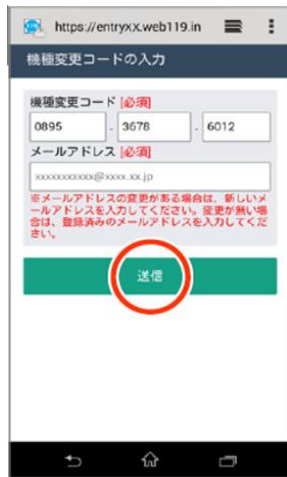 https://entryxx.web119.in
機種変更コードの入力
機種変更コード [必須]
0895 - 3678 - 6012
メールアドレス [必須]
xxxxxxxxxxx@xxxx.xx.jp
※メールアドレスの変更がある場合は、新しいメ
ールアドレスを入力してください。変更が無い場
合は、登録済みのメールアドレスを入力してくだ
さい。
送信